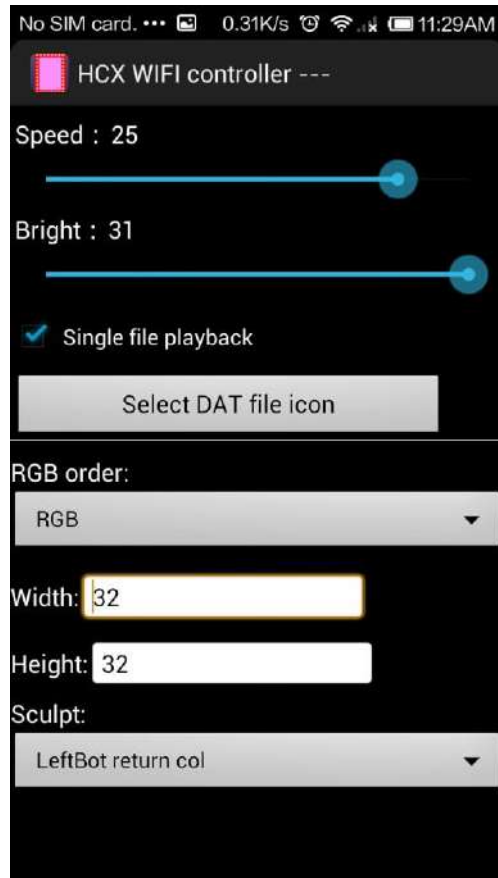 No SIM card. ••• 0.31K/s 11:29AM
HCX WIFI controller ---
Speed : 25
Bright : 31
Single file playback
Select DAT file icon
RGB order:
RGB
Width: 32
Height: 32
Sculpt:
LeftBot return col